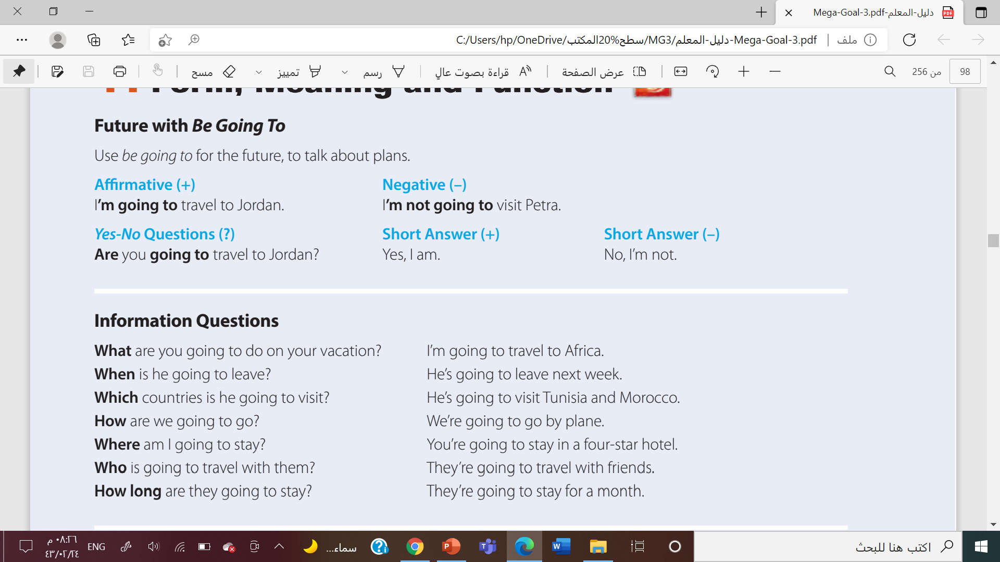 دليل-المعلم-Mega-Goal-3.pdf
ملف
C:/Users/hp/OneDrive/سطح%20المكتب/MG3/دليل-المعلم-Mega-Goal-3.pdf
98
من 256
عرض الصفحة
قراءة بصوت عالٍ
رسم
تمييز
مسح
Form, Meaning and Function
Future with Be Going To
Use be going to for the future, to talk about plans.
Affirmative (+) Negative (–)
I'm going to travel to Jordan. I'm not going to visit Petra.
Yes-No Questions (?) Short Answer (+) Short Answer (–)
Are you going to travel to Jordan? Yes, I am. No, I'm not.
Information Questions
What are you going to do on your vacation? I'm going to travel to Africa.
When is he going to leave? He's going to leave next week.
Which countries is he going to visit? He's going to visit Tunisia and Morocco.
How are we going to go? We're going to go by plane.
Where am I going to stay? You're going to stay in a four-star hotel.
Who is going to travel with them? They're going to travel with friends.
How long are they going to stay? They're going to stay for a month.
اكتب هنا للبحث
سماء...
ENG
٠٨:٢٦ م
٤٣/٠٢/٢٤